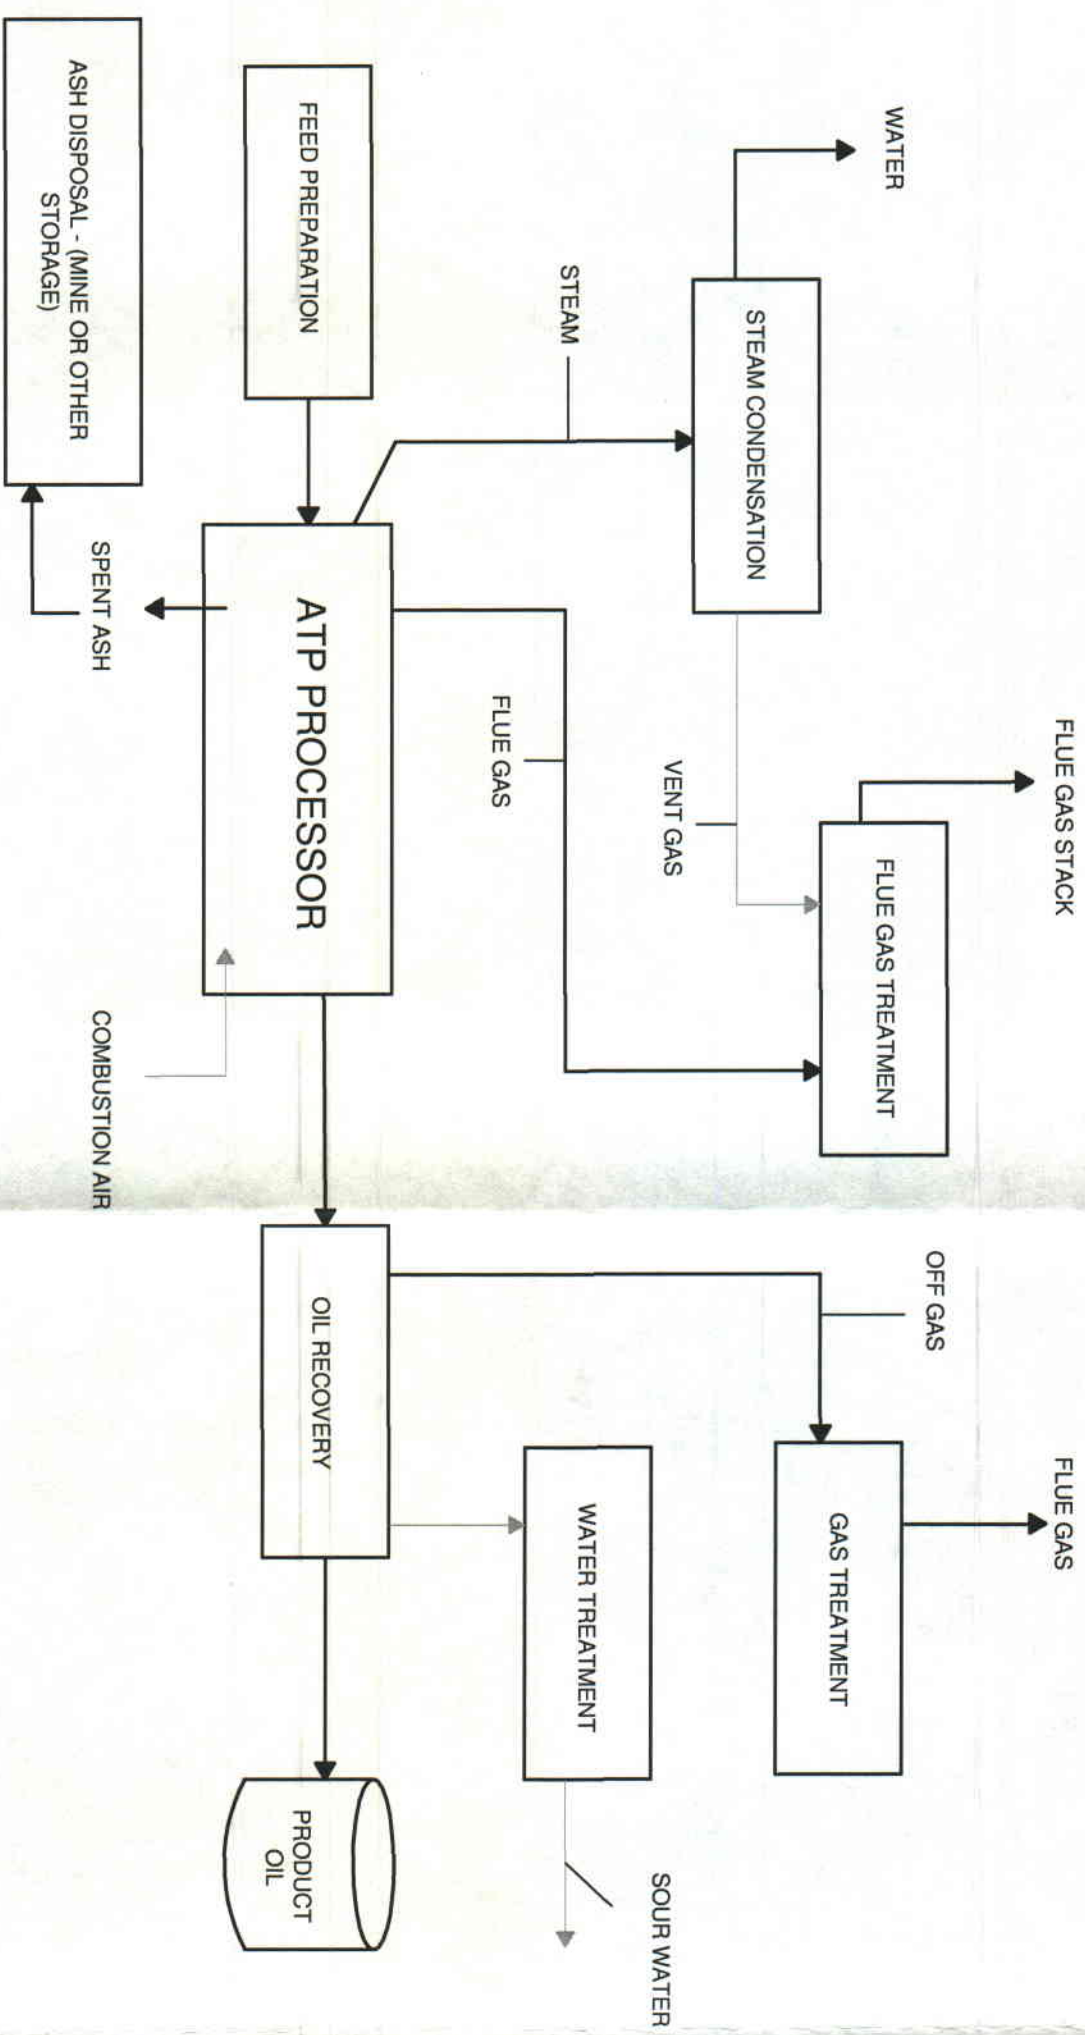 FLUE GAS STACK
FLUE GAS
WATER
FLUE GAS TREATMENT
OFF GAS
GAS TREATMENT
STEAM CONDENSATION
VENT GAS
STEAM
FLUE GAS
WATER TREATMENT
SOUR WATER
FEED PREPARATION
ATP PROCESSOR
OIL RECOVERY
PRODUCT
OIL
SPENT ASH
COMBUSTION AIR
ASH DISPOSAL - (MINE OR OTHER
STORAGE)